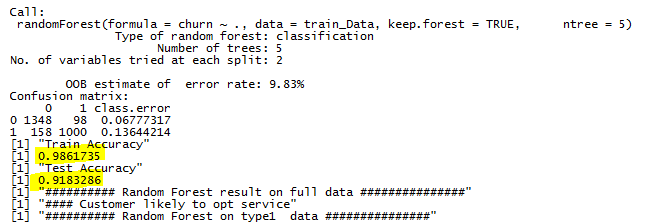 Call:
randomForest(formula = churn ~ ., data = train_Data, keep.forest = TRUE, ntree = 5)
Type of random forest: classification
Number of trees: 5
No. of variables tried at each split: 2
OOB estimate of error rate: 9.83%
Confusion matrix:
0 1 class.error
0 1348 98 0.06777317
1 158 1000 0.13644214
[1] "Train Accuracy"
[1] 0.9861735
[1] "Test Accuracy"
[1] 0.9183286
[1] "########## Random Forest result on full data ###############"
[1] "#### Customer likely to opt service"
[1] "########## Random Forest on type1 data ###############"